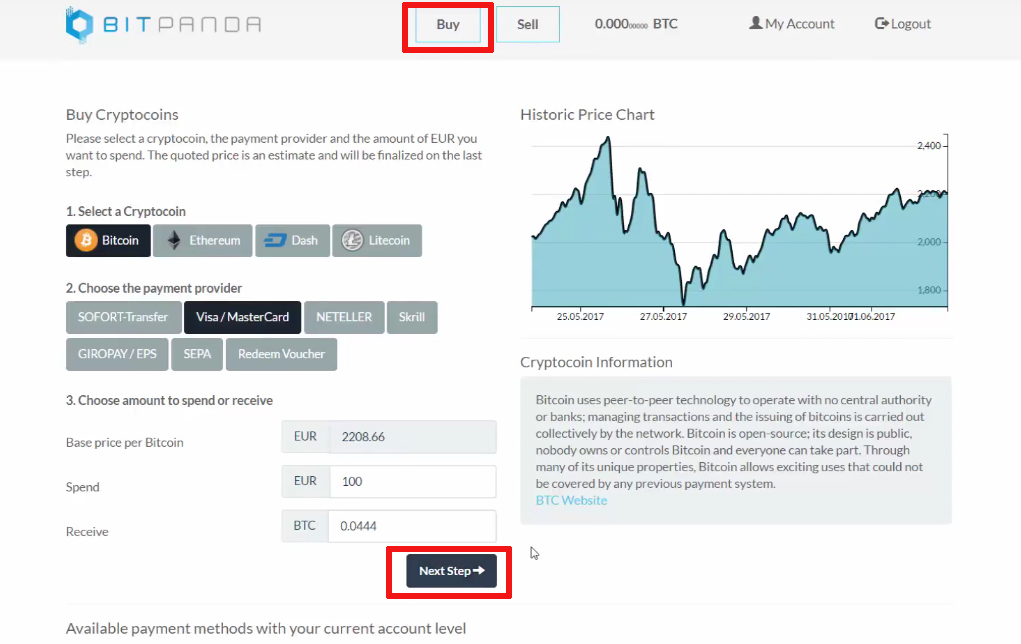 BITPANDA
Buy
Sell
0.00000000 BTC
My Account
Logout
Buy Cryptocoins
Please select a cryptocoin, the payment provider and the amount of EUR you
want to spend. The quoted price is an estimate and will be finalized on the last
step.
1. Select a Cryptocoin
Bitcoin
Ethereum
Dash
Litecoin
2. Choose the payment provider
SOFORT-Transfer
Visa / MasterCard
NETELLER
Skrill
GIROPAY / EPS
SEPA
Redeem Voucher
3. Choose amount to spend or receive
Base price per Bitcoin
EUR
2208.66
Spend
EUR
100
Receive
BTC
0.0444
Next Step
Available payment methods with your current account level
Historic Price Chart
2,400
2,000
1,800
25.05.2017
27.05.2017
29.05.2017
31.05.2017
01.06.2017
Cryptocoin Information
Bitcoin uses peer-to-peer technology to operate with no central authority
or banks; managing transactions and the issuing of bitcoins is carried out
collectively by the network. Bitcoin is open-source; its design is public,
nobody owns or controls Bitcoin and everyone can take part. Through
many of its unique properties, Bitcoin allows exciting uses that could not
be covered by any previous payment system.
BTC Website